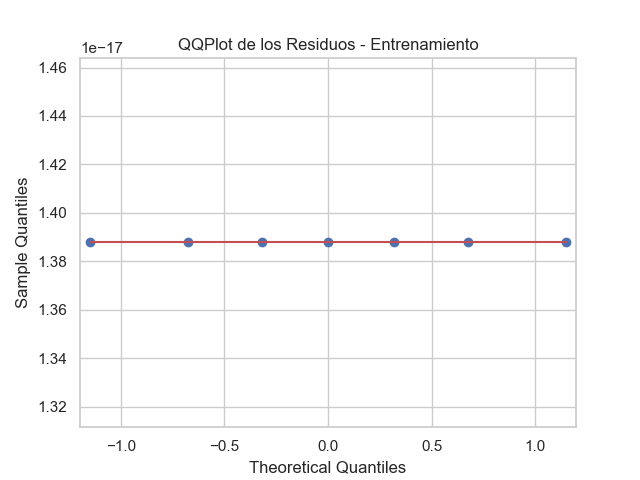 QQPlot de los Residuos - Entrenamiento
1e−17
1.46
1.44
1.42
1.40
1.38
1.36
1.34
1.32
Sample Quantiles
−1.0 −0.5 0.0 0.5 1.0
Theoretical Quantiles